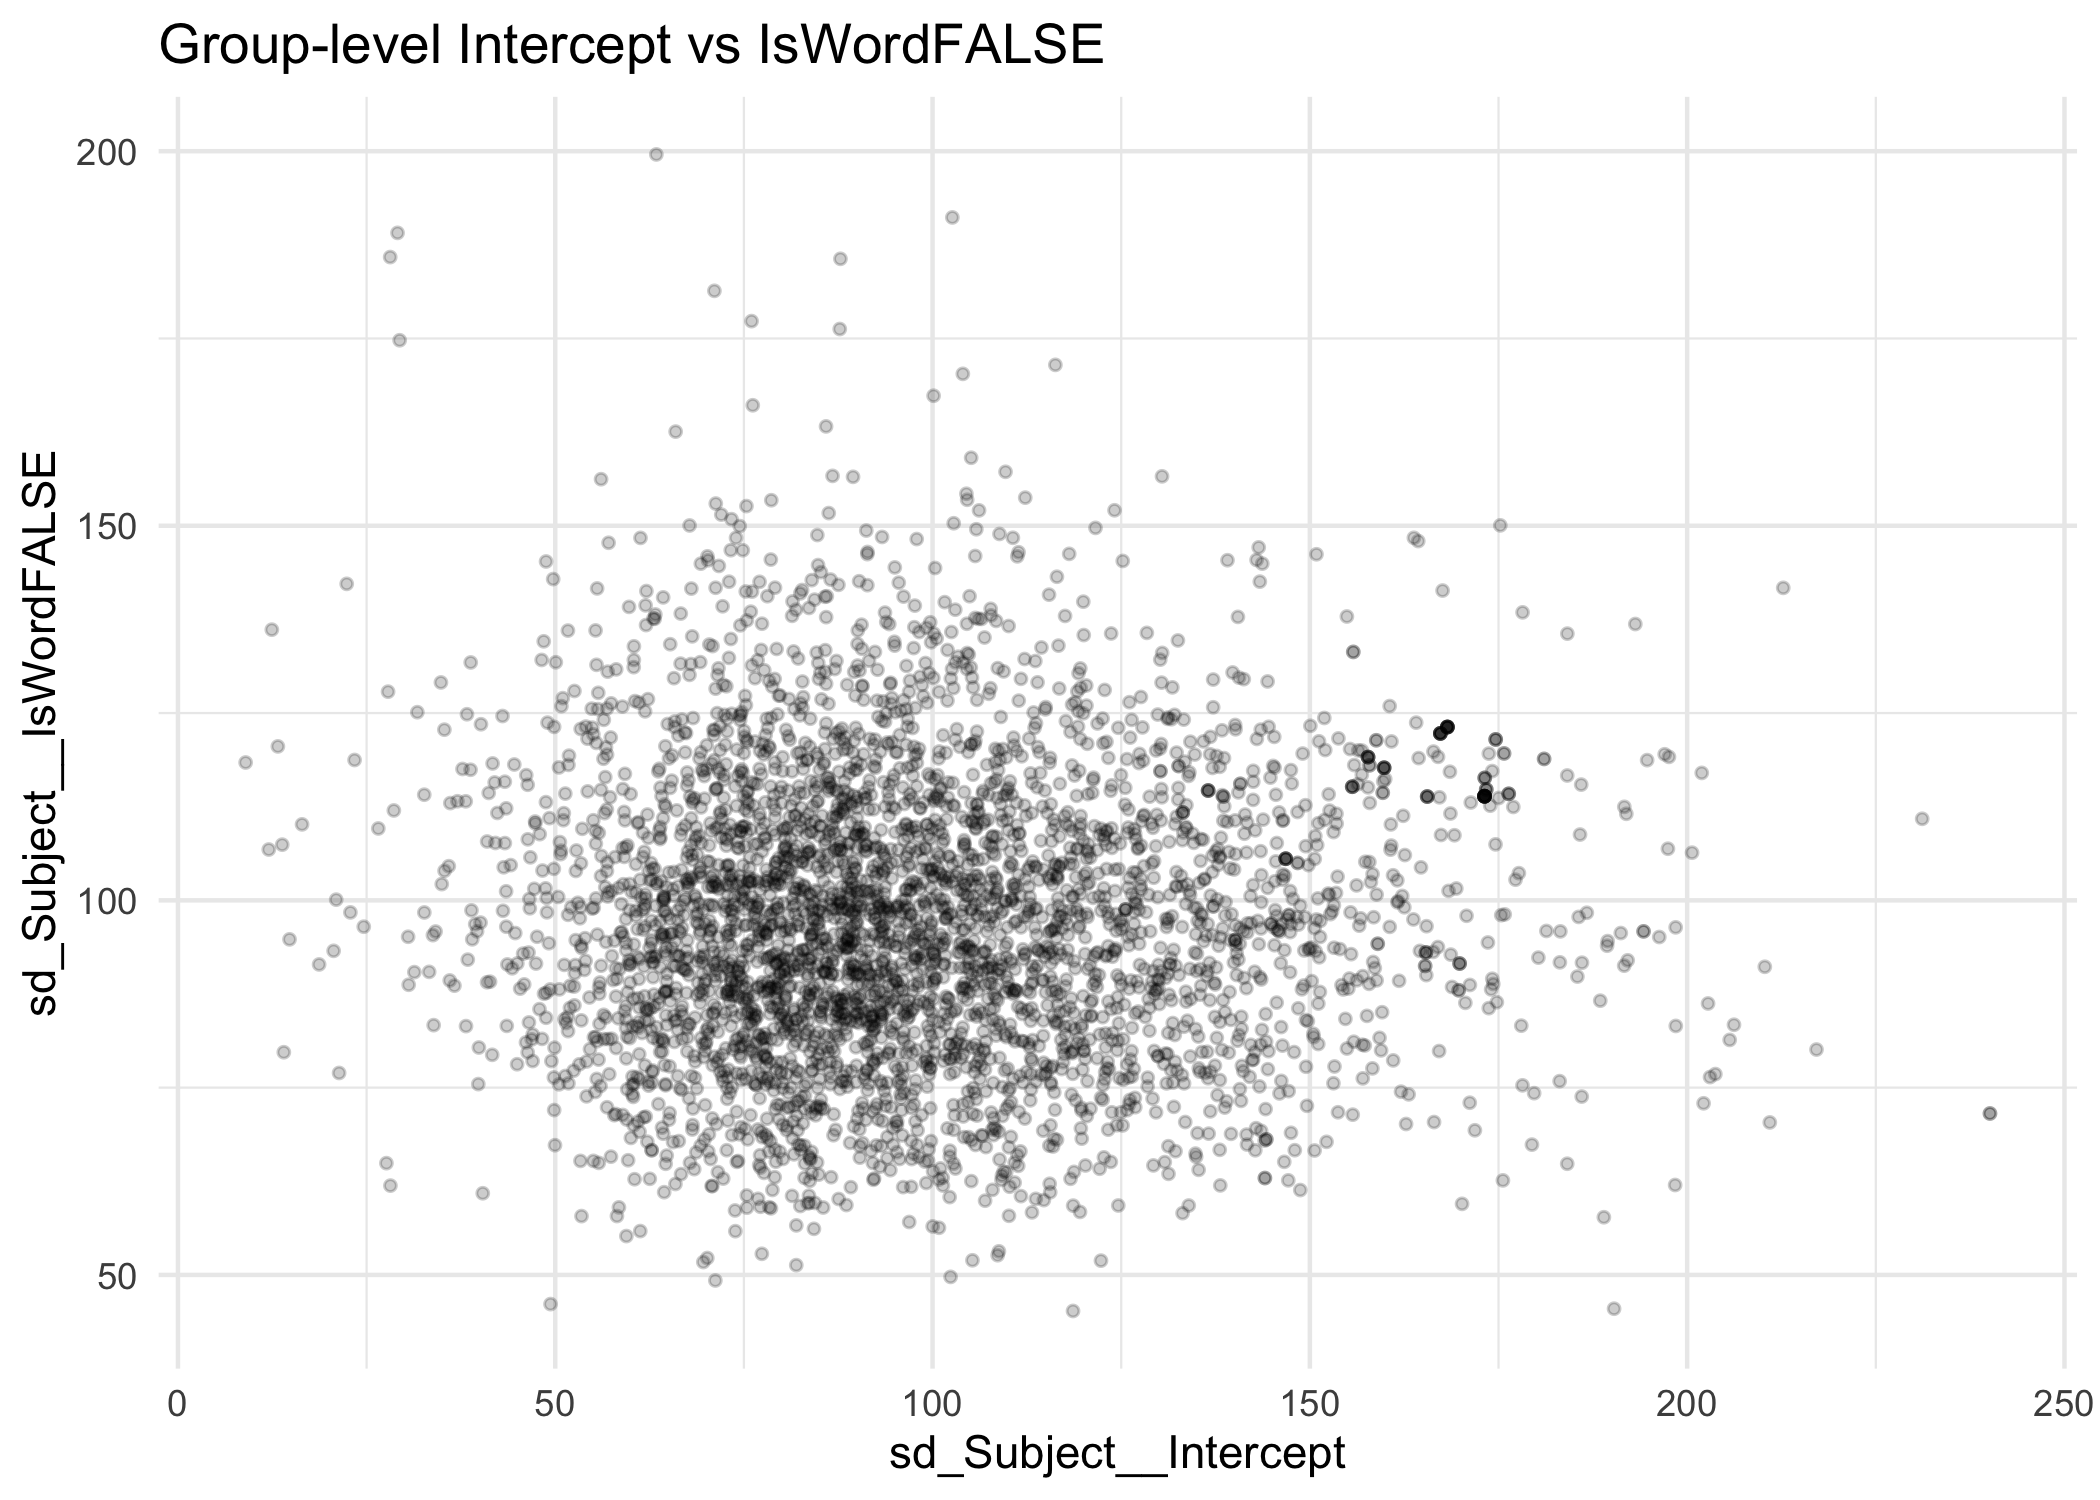 Group-level Intercept vs IsWordFALSE
200
150
100
50
sd_Subject__IsWordFALSE
0 50 100 150 200 250
sd_Subject__Intercept